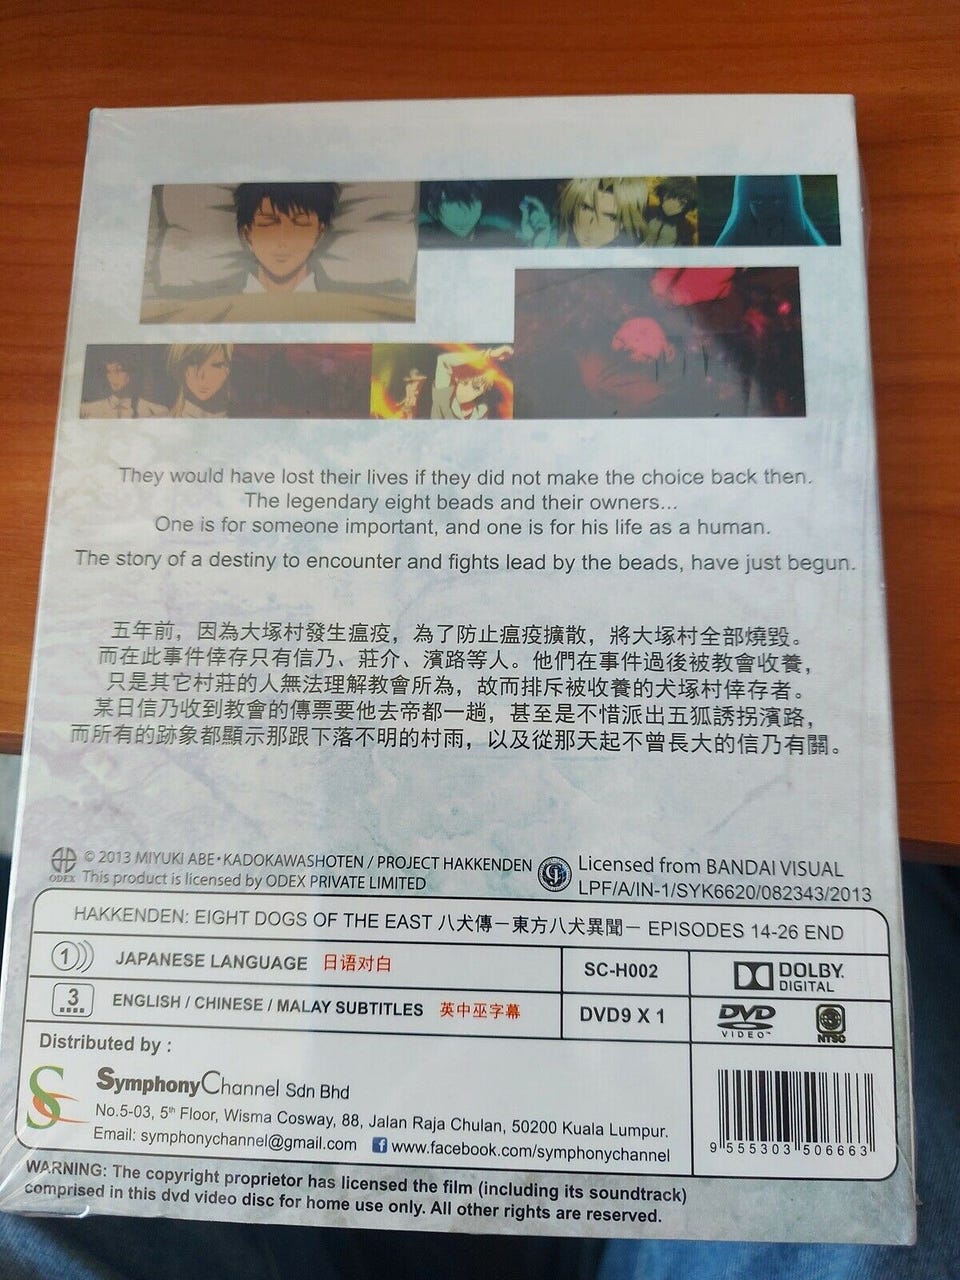 They would have lost their lives if they did not make the choice back then.
The legendary eight beads and their owners...
One is for someone important, and one is for his life as a human.
The story of a destiny to encounter and fights lead by the beads, have just begun.
五年前，因為大塚村發生瘟疫，為了防止瘟疫擴散，將大塚村全部燒毀。
而在此事件倖存只有信乃、莊介、濱路等人。他們在事件過後被教會收養，
只是其它村莊的人無法理解教會所為，故而排斥被收養的犬塚村倖存者。
某日信乃收到教會的傳票要他去帝都一趟，甚至是不惜派出五狐誘拐濱路，
而所有的跡象都顯示那跟下落不明的村雨，以及從那天起不曾長大的信乃有關。
ODEX
© 2013 MIYUKI ABE・KADOKAWASHOTEN / PROJECT HAKKENDEN
This product is licensed by ODEX PRIVATE LIMITED
Licensed from BANDAI VISUAL
LPF/A/IN-1/SYK6620/082343/2013
HAKKENDEN: EIGHT DOGS OF THE EAST 八犬傳－東方八犬異聞－ EPISODES 14-26 END
1 JAPANESE LANGUAGE 日语对白
SC-H002
DOLBY DIGITAL
3 ENGLISH / CHINESE / MALAY SUBTITLES 英中巫字幕
DVD9 X 1
DVD VIDEO™
NTSC
Distributed by :
SymphonyChannel Sdn Bhd
No.5-03, 5th Floor, Wisma Cosway, 88, Jalan Raja Chulan, 50200 Kuala Lumpur.
Email: symphonychannel@gmail.com f www.facebook.com/symphonychannel
9 555303 506663
WARNING: The copyright proprietor has licensed the film (including its soundtrack)
comprised in this dvd video disc for home use only. All other rights are reserved.